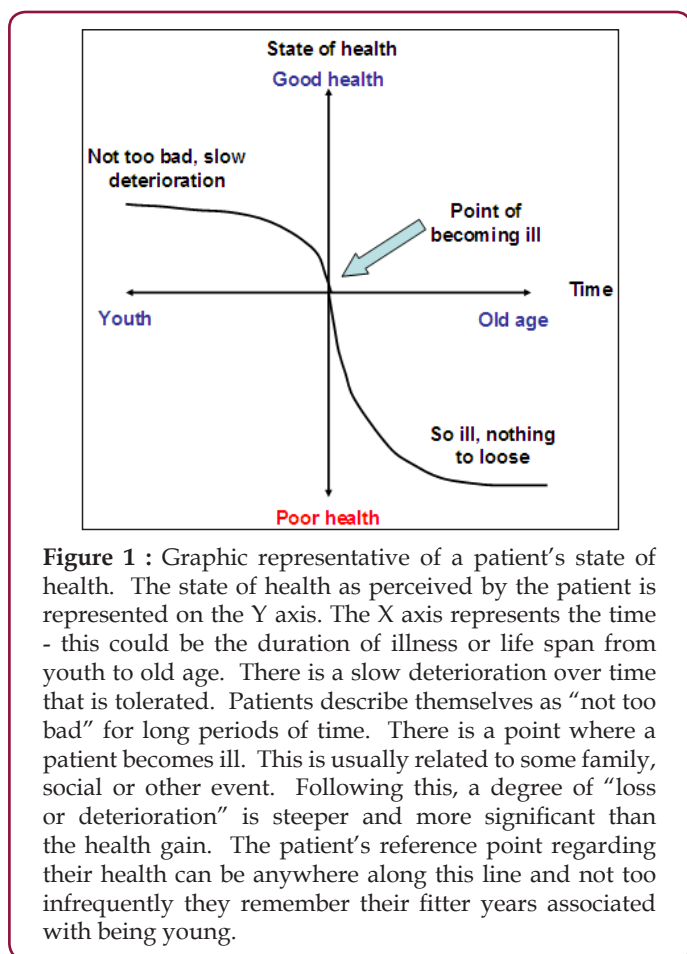 State of health
Good health
Not too bad, slow
deterioration
Point of
becoming ill
Time
Youth
Old age
So ill, nothing
to loose
Poor health
Figure 1 : Graphic representative of a patient's state of
health. The state of health as perceived by the patient is
represented on the Y axis. The X axis represents the time
- this could be the duration of illness or life span from
youth to old age. There is a slow deterioration over time
that is tolerated. Patients describe themselves as “not too
bad” for long periods of time. There is a point where a
patient becomes ill. This is usually related to some family,
social or other event. Following this, a degree of “loss
or deterioration” is steeper and more significant than
the health gain. The patient's reference point regarding
their health can be anywhere along this line and not too
infrequently they remember their fitter years associated
with being young.